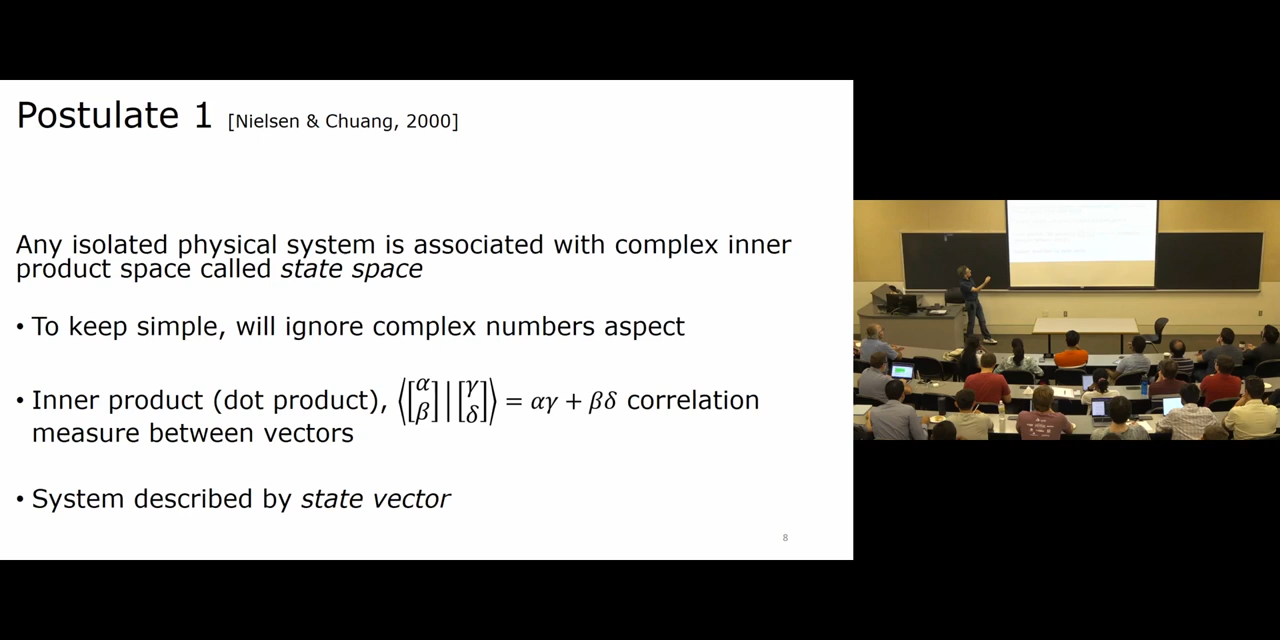 Postulate 1 [Nielsen & Chuang, 2000]
Any isolated physical system is associated with complex inner
product space called state space
• To keep simple, will ignore complex numbers aspect
• Inner product (dot product), ⟨[α β]|[γ δ]⟩ = αγ + βδ correlation
measure between vectors
• System described by state vector
8